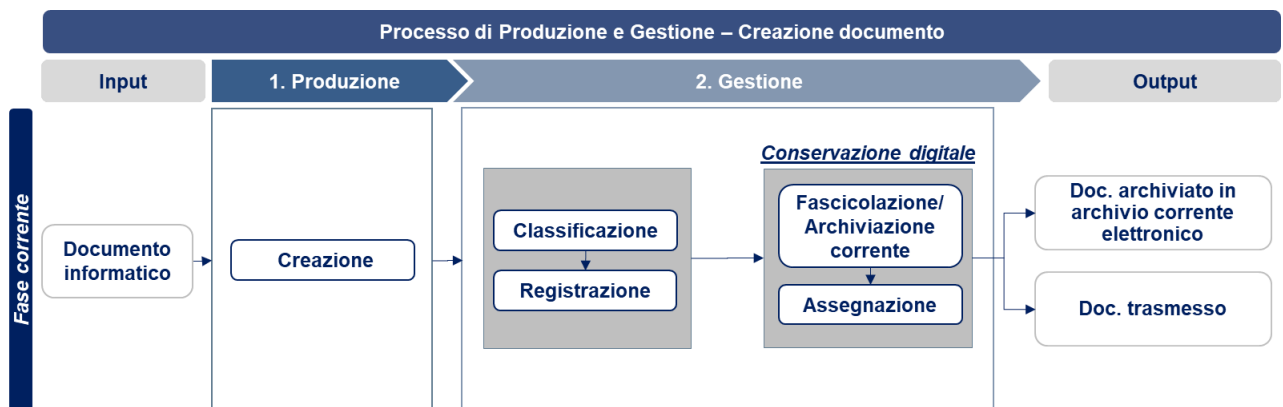 Processo di Produzione e Gestione – Creazione documento
Input
1. Produzione
2. Gestione
Output
Fase corrente
Documento
informatico
Creazione
Classificazione
Registrazione
Conservazione digitale
Fascicolazione/
Archiviazione
corrente
Assegnazione
Doc. archiviato in
archivio corrente
elettronico
Doc. trasmesso